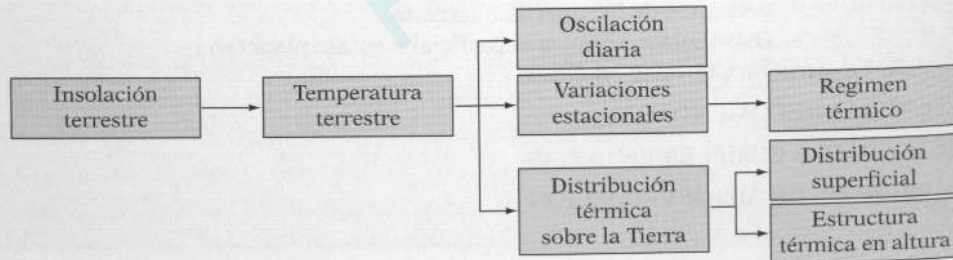 Oscilación
diaria
Insolación
terrestre
Temperatura
terrestre
Variaciones
estacionales
Regimen
térmico
Distribución
térmica
sobre la Tierra
Distribución
superficial
Estructura
térmica en altura